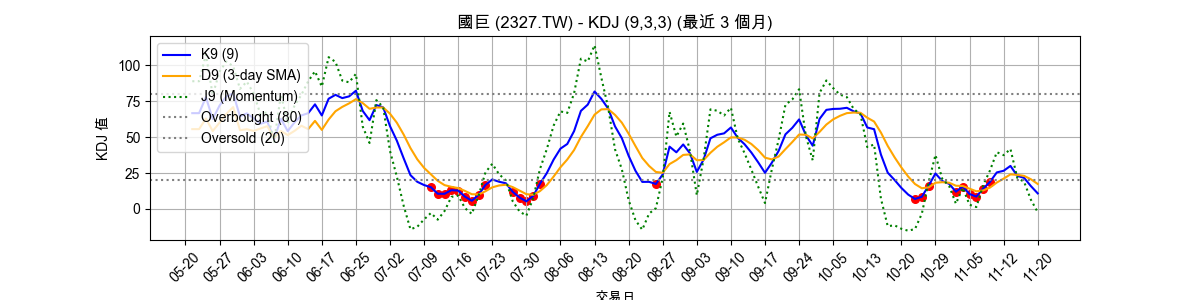 國巨 (2327.TW) - KDJ (9,3,3) (最近 3 個月)
K9 (9)
D9 (3-day SMA)
J9 (Momentum)
Overbought (80)
Oversold (20)
KDJ 值
100
75
50
25
0
05-20 05-27 06-03 06-10 06-17 06-25 07-02 07-09 07-16 07-23 07-30 08-06 08-13 08-20 08-27 09-03 09-10 09-17 09-24 10-05 10-13 10-20 10-29 11-05 11-12 11-20
交易日